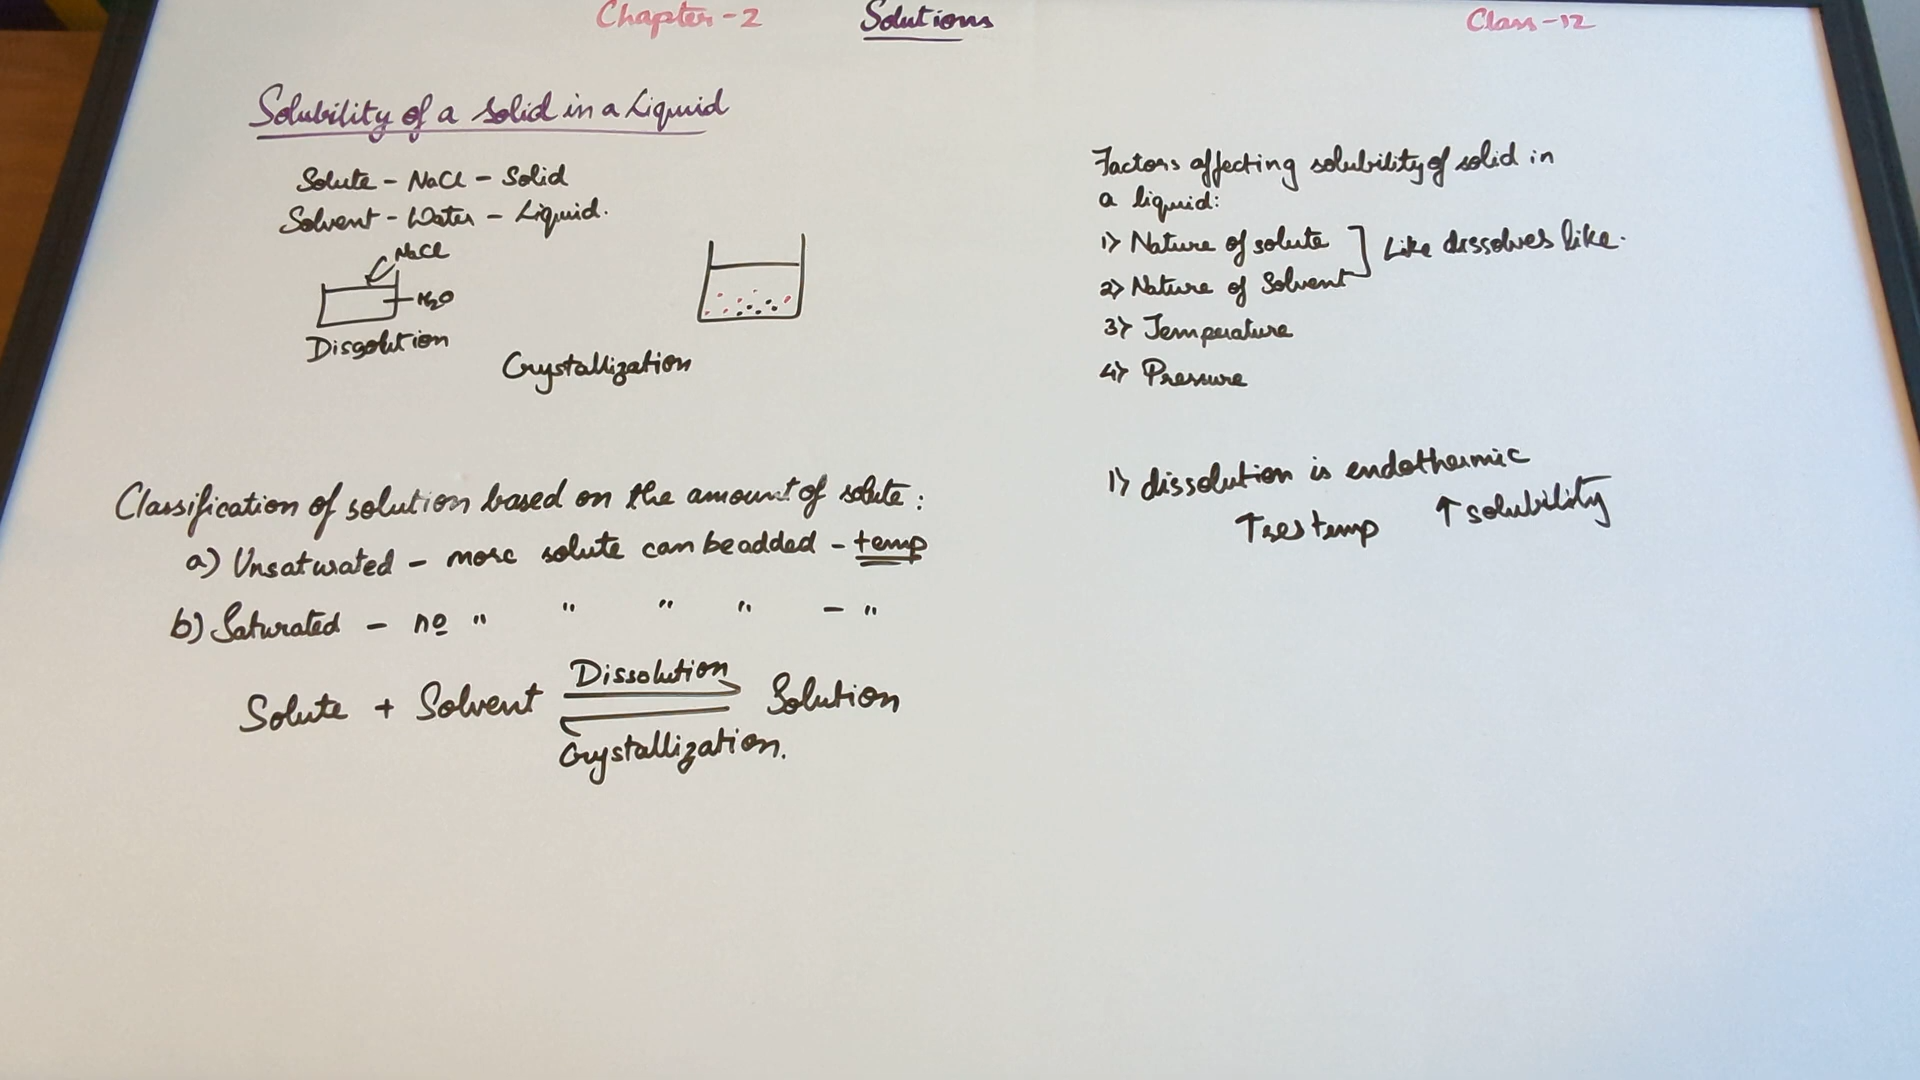 Chapter-2 Solutions Class-12
Solubility of a solid in a Liquid
Solute - NaCl - Solid
Solvent - Water - Liquid.
NaCl
H2O
Dissolution
Crystallization
Classification of solution based on the amount of solute:
a) Unsaturated - more solute can be added - temp
b) Saturated - no " " " " - "
Solute + Solvent ⇌ Solution
Dissolution
Crystallization.
Factors affecting solubility of solid in
a liquid:
1) Nature of solute
2) Nature of Solvent
] Like dissolves like.
3) Temperature
4) Pressure
1) dissolution is endothermic
↑ses temp ↑ solubility